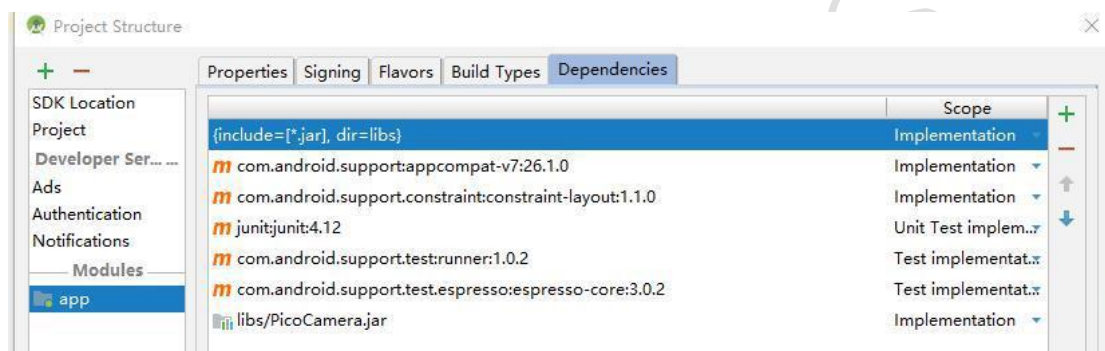 Project Structure
Properties Signing Flavors Build Types Dependencies
SDK Location
Project
Developer Ser... ...
Ads
Authentication
Notifications
Modules
app
Scope
{include=[*.jar], dir=libs} Implementation
m com.android.support:appcompat-v7:26.1.0 Implementation
m com.android.support.constraint:constraint-layout:1.1.0 Implementation
m junit:junit:4.12 Unit Test implem...
m com.android.support.test:runner:1.0.2 Test implementat...
m com.android.support.test.espresso:espresso-core:3.0.2 Test implementat...
libs/PicoCamera.jar Implementation